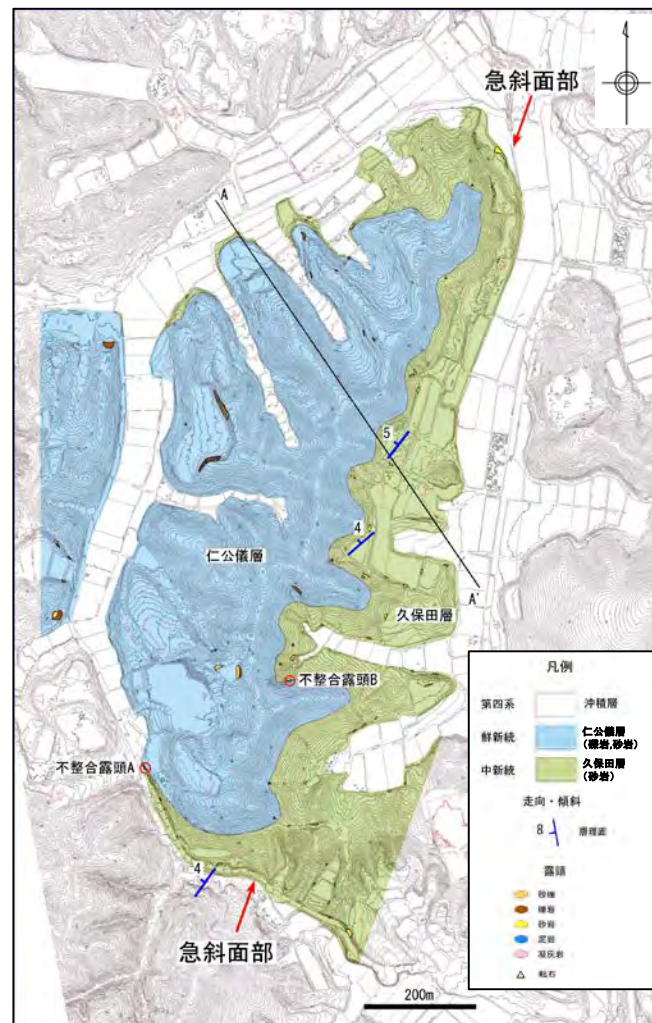 急斜面部
A
5
4
仁公儀層
A'
久保田層
不整合露頭B
不整合露頭A
4
急斜面部
200m
凡例
第四系 沖積層
鮮新統 仁公儀層
(礫岩,砂岩)
中新統 久保田層
(砂岩)
走向・傾斜
8 層理面
露頭
砂礫
礫岩
砂岩
泥岩
凝灰岩
転石